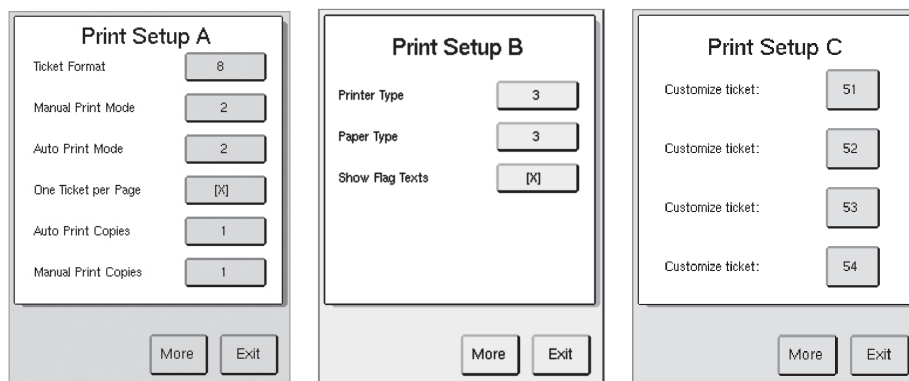 Print Setup A
Ticket Format 8
Manual Print Mode 2
Auto Print Mode 2
One Ticket per Page [X]
Auto Print Copies 1
Manual Print Copies 1
More Exit
Print Setup B
Printer Type 3
Paper Type 3
Show Flag Texts [X]
More Exit
Print Setup C
Customize ticket: 51
Customize ticket: 52
Customize ticket: 53
Customize ticket: 54
More Exit